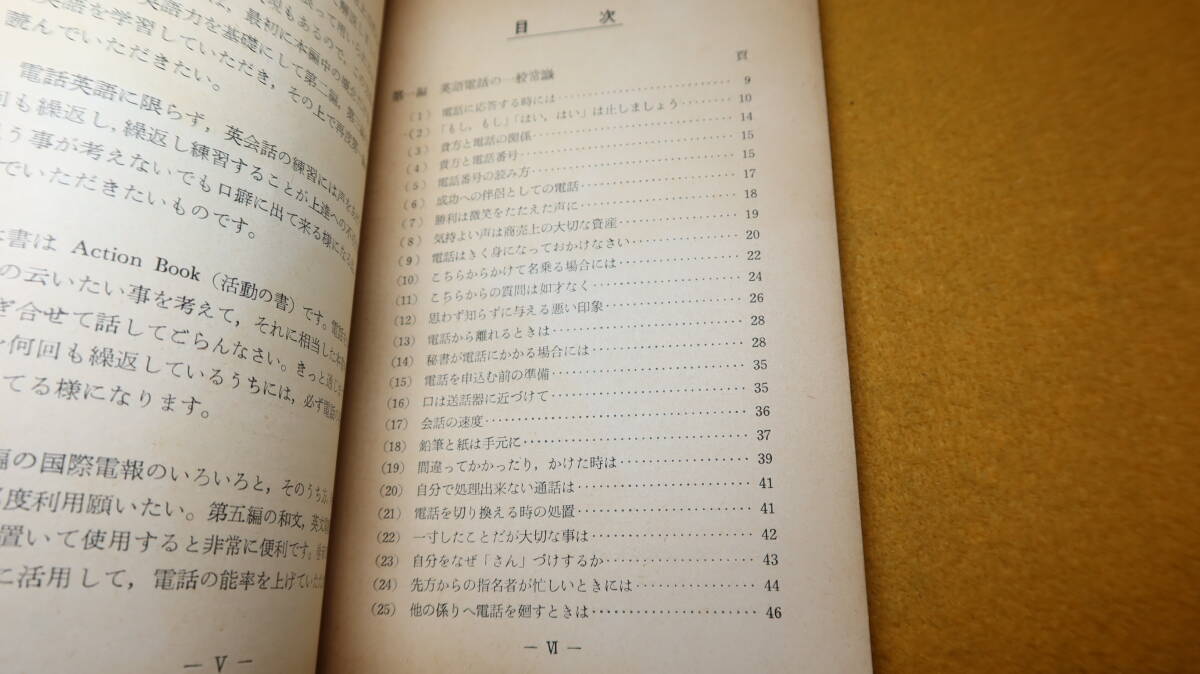 英語を学習していただき，その上で再度第
読んでいただきたい。
電話英語に限らず，英会話の練習には
も繰返し，繰返し練習することが上達への
う事が考えないでも口癖に出て来る様になる
でいただきたいものです。
書は Action Book（活動の書）です。
の云いたい事を考えて，それに相当した
ぎ合せて話してごらんなさい。きっと通じ
何回も繰返しているうちには，必ず電話
てる様になります。
編の国際電報のいろいろと，そのうち
度利用願いたい。第五編の和文，英文
置いて使用すると非常に便利です。
に活用して，電話の能率を上げていただ
— V —
目次
頁
第一編 英語電話の一般常識
（1） 電話に応答する時には………9
（2）「もし，もし」「はい，はい」は止しましょう………10
（3） 貴方と電話の関係………14
（4） 貴方と電話番号………15
（5） 電話番号の読み方………15
（6） 成功への伴侶としての電話………17
（7） 勝利は微笑をたたえた声に………18
（8） 気持よい声は商売上の大切な資産………19
（9） 電話はきく身になっておかけなさい………20
（10） こちらからかけて名乗る場合には………22
（11） こちらからの質問は如才なく………24
（12） 思わず知らずに与える悪い印象………26
（13） 電話から離れるときは………28
（14） 秘書が電話にかかる場合には………28
（15） 電話を申込む前の準備………35
（16） 口は送話器に近づけて………35
（17） 会話の速度………36
（18） 鉛筆と紙は手元に………37
（19） 間違ってかかったり，かけた時は………39
（20） 自分で処理出来ない通話は………41
（21） 電話を切り換える時の処置………41
（22） 一寸したことだが大切な事は………42
（23） 自分をなぜ「さん」づけするか………43
（24） 先方からの指名者が忙しいときには………44
（25） 他の係りへ電話を廻すときは………46
— Ⅵ —